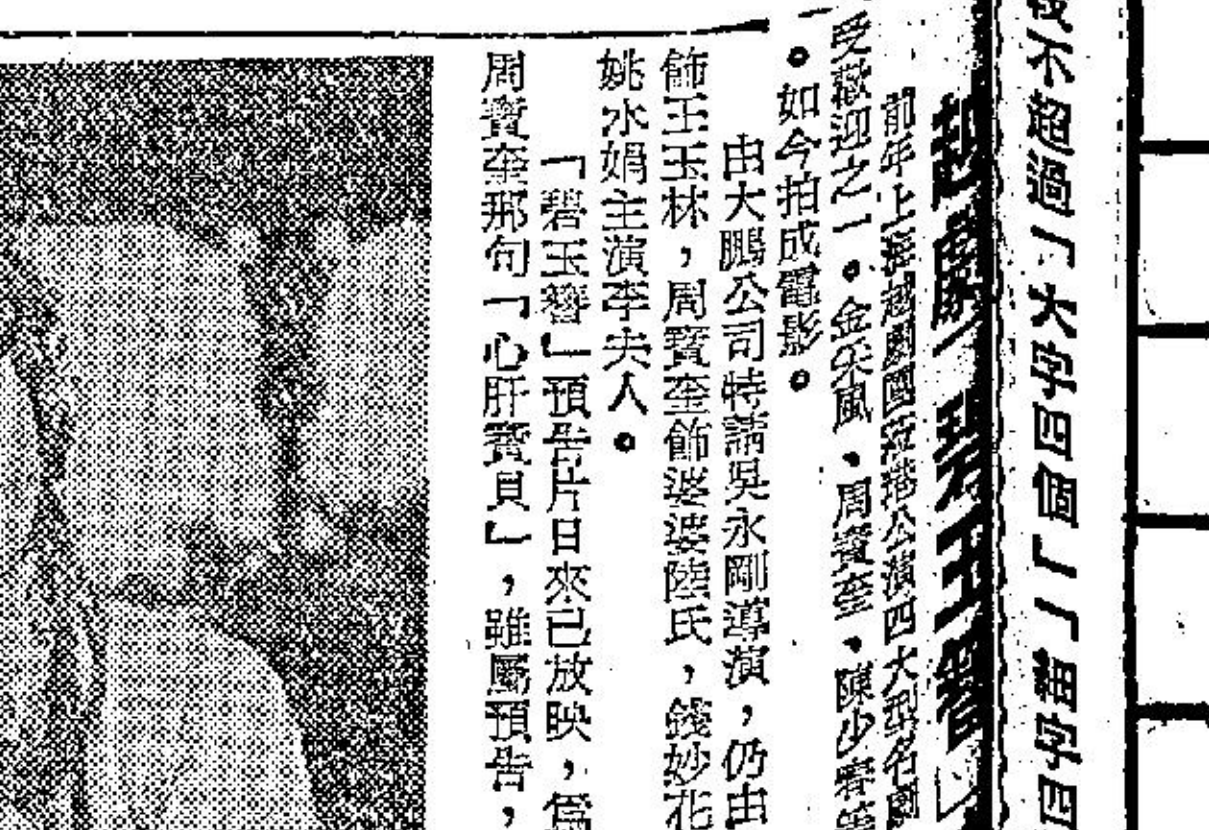 後不超過「大字四個」「細字四
越劇「碧玉簪」
前年上海越劇團蒞港公演四大型名劇
受歡迎之一。金采風、周寶奎、陳少春等
。如今拍成電影。
由大鵬公司特請吳永剛導演,仍由
飾王玉林,周寶奎飾婆婆陸氏,錢妙花
姚水娟主演李夫人。
「碧玉簪」預告片日來已放映,爲
周寶奎那句「心肝寶貝」,雖屬預告,